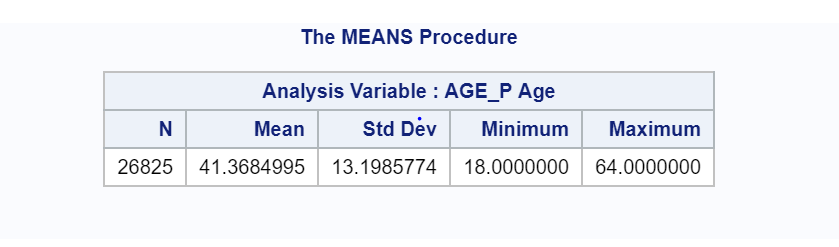 The MEANS Procedure
Analysis Variable : AGE_P Age
N Mean Std Dev Minimum Maximum
26825 41.3684995 13.1985774 18.0000000 64.0000000